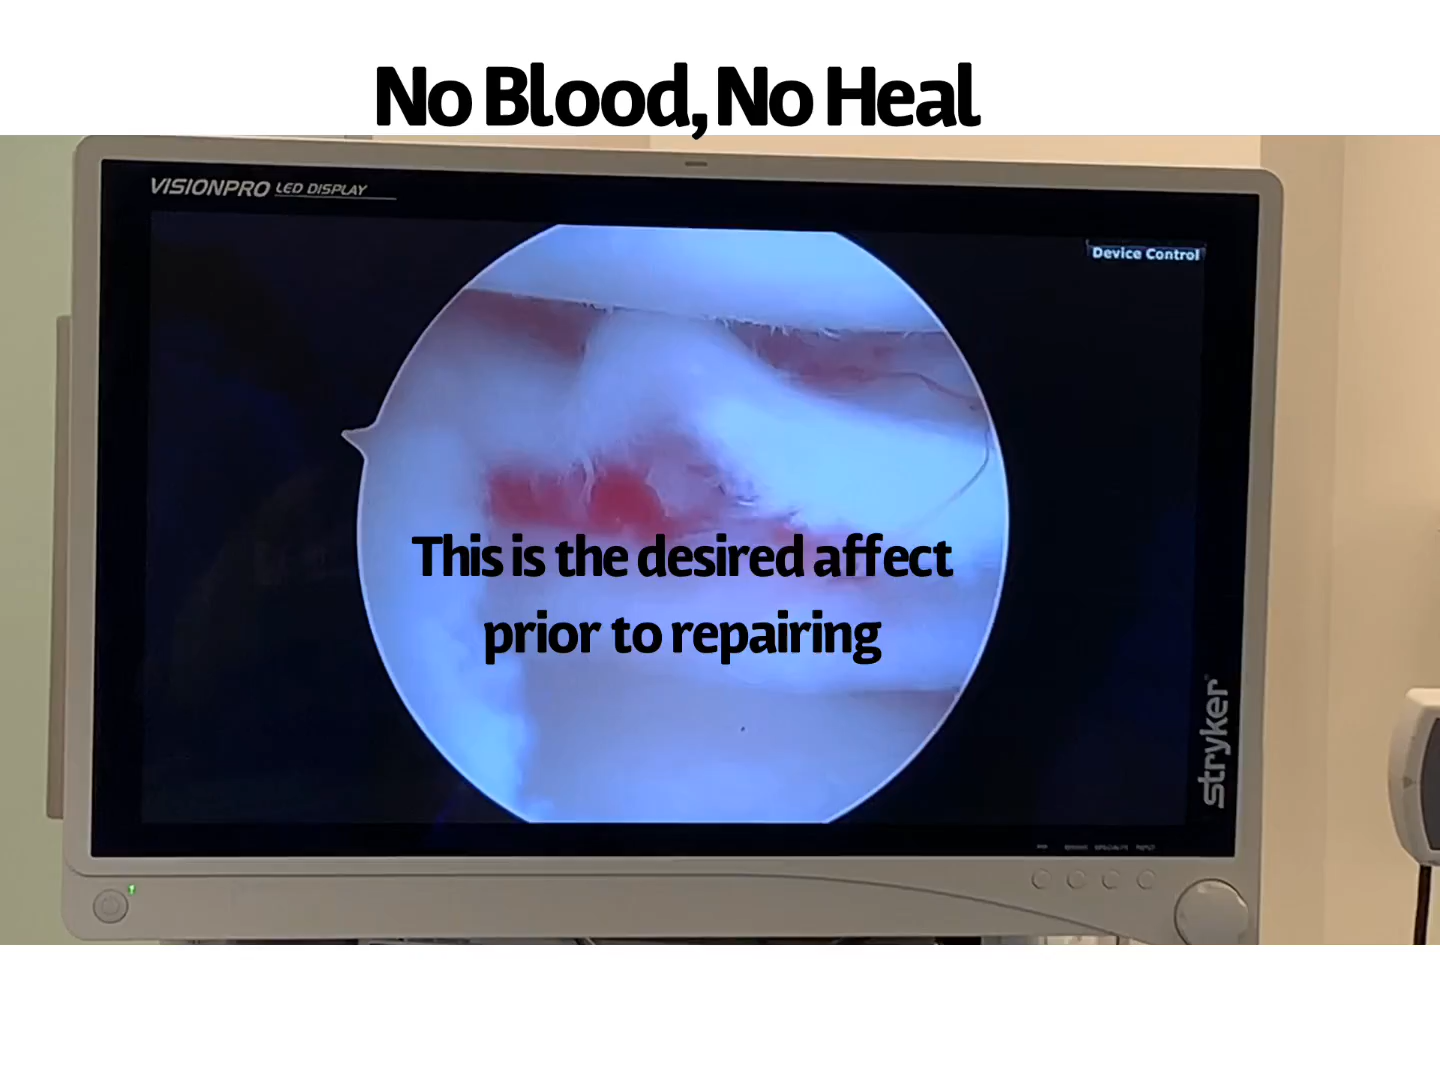 No Blood, No Heal
VISIONPRO LED DISPLAY
Device Control
This is the desired affect
prior to repairing
stryker